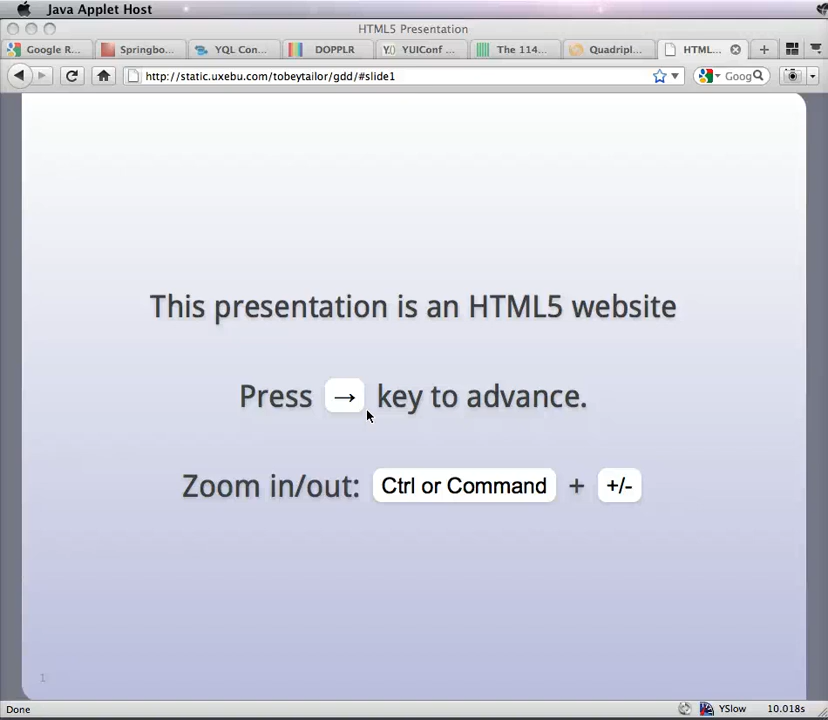 Java Applet Host
HTML5 Presentation
Google R...
Springbo...
YQL Con...
DOPPLR
YUIConf ...
The 114...
Quadripl...
HTML...
http://static.uxebu.com/tobeytailor/gdd/#slide1
Goog
This presentation is an HTML5 website
Press → key to advance.
Zoom in/out: Ctrl or Command + +/-
1
Done
YSlow
10.018s